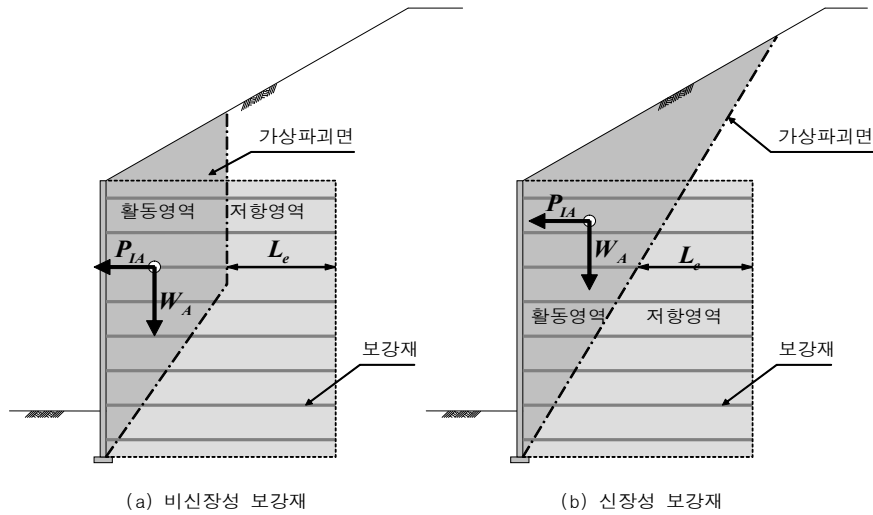 가상파괴면
활동영역 저항영역
P_IA
L_e
W_A
보강재
(a) 비신장성 보강재
가상파괴면
P_IA
W_A
L_e
활동영역 저항영역
보강재
(b) 신장성 보강재